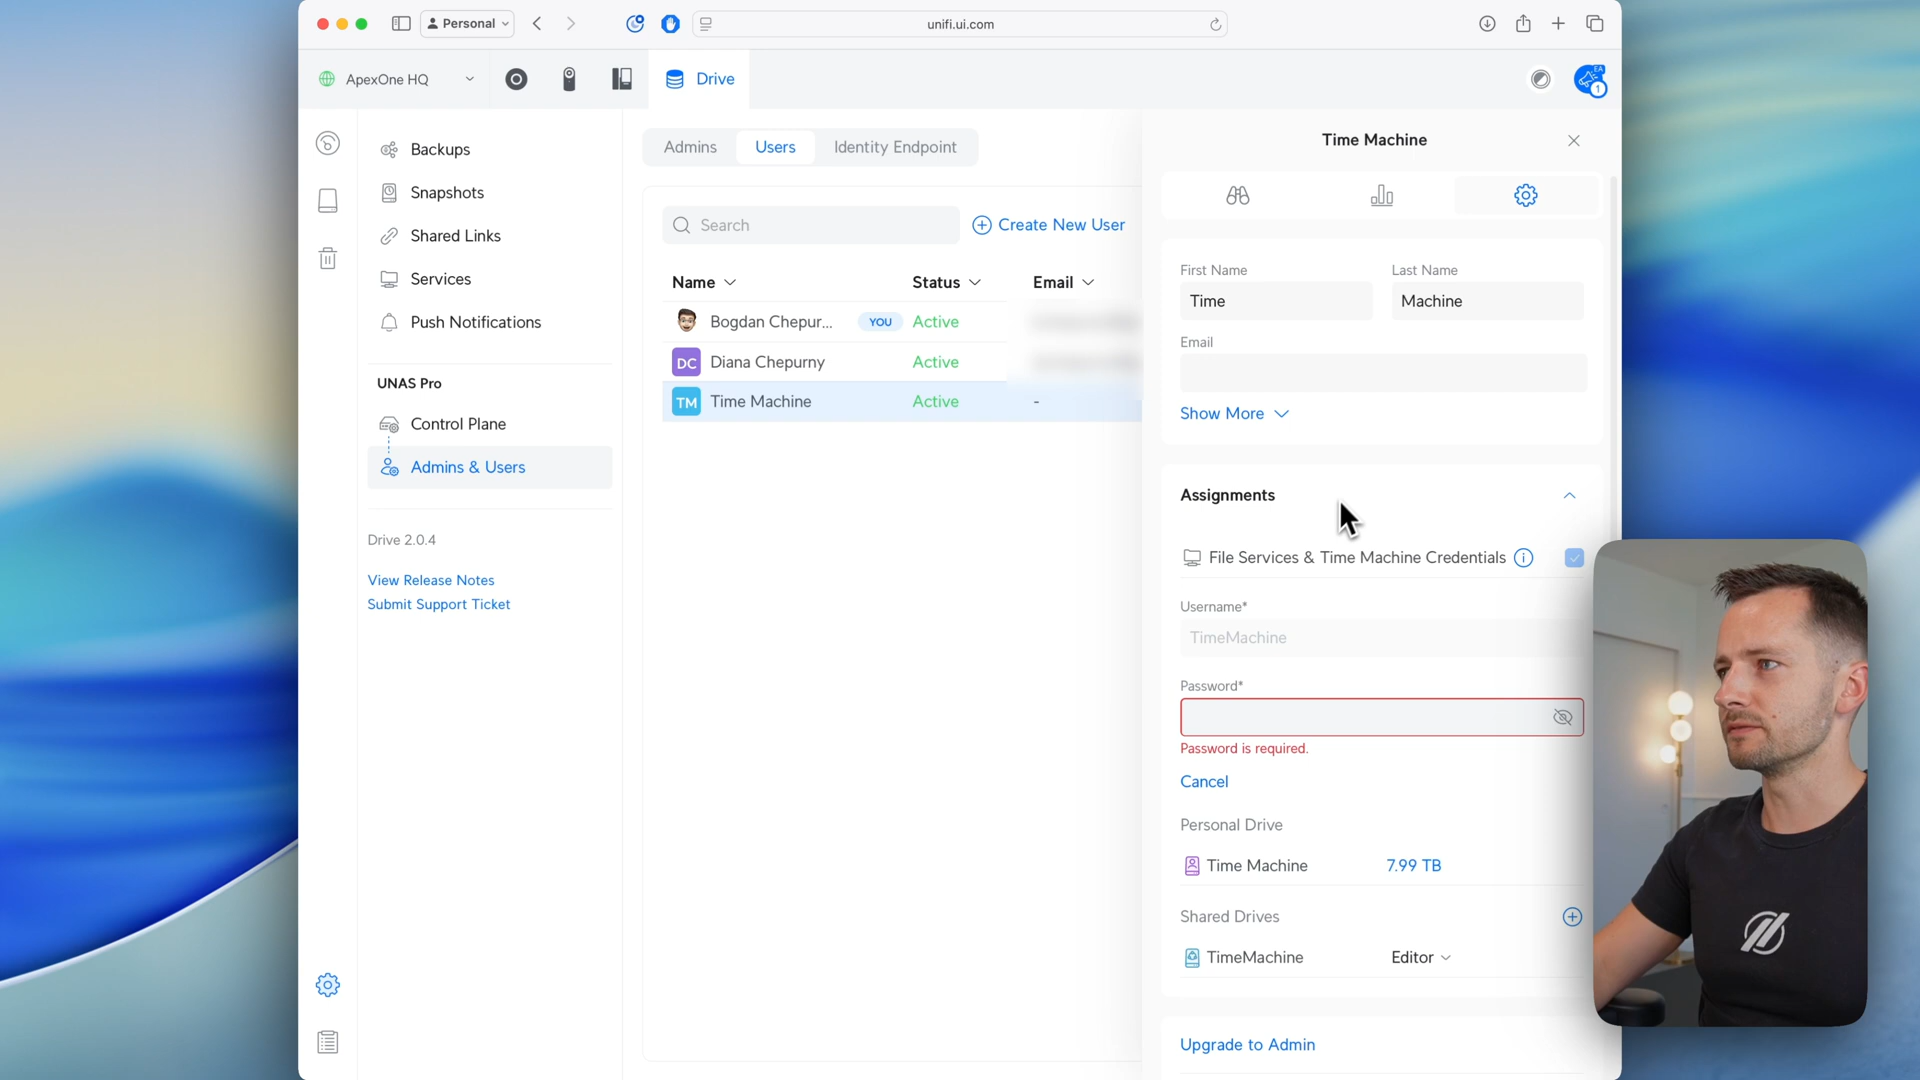 Personal
unifi.ui.com
ApexOne HQ
Drive
EA
1
Backups
Snapshots
Shared Links
Services
Push Notifications
UNAS Pro
Control Plane
Admins & Users
Drive 2.0.4
View Release Notes
Submit Support Ticket
Admins
Users
Identity Endpoint
Search
Create New User
Name
Status
Email
Bogdan Chepur...
YOU
Active
DC
Diana Chepurny
Active
TM
Time Machine
Active
-
Time Machine
First Name
Last Name
Time
Machine
Email
Show More
Assignments
File Services & Time Machine Credentials
Username*
TimeMachine
Password*
Password is required.
Cancel
Personal Drive
Time Machine
7.99 TB
Shared Drives
TimeMachine
Editor
Upgrade to Admin